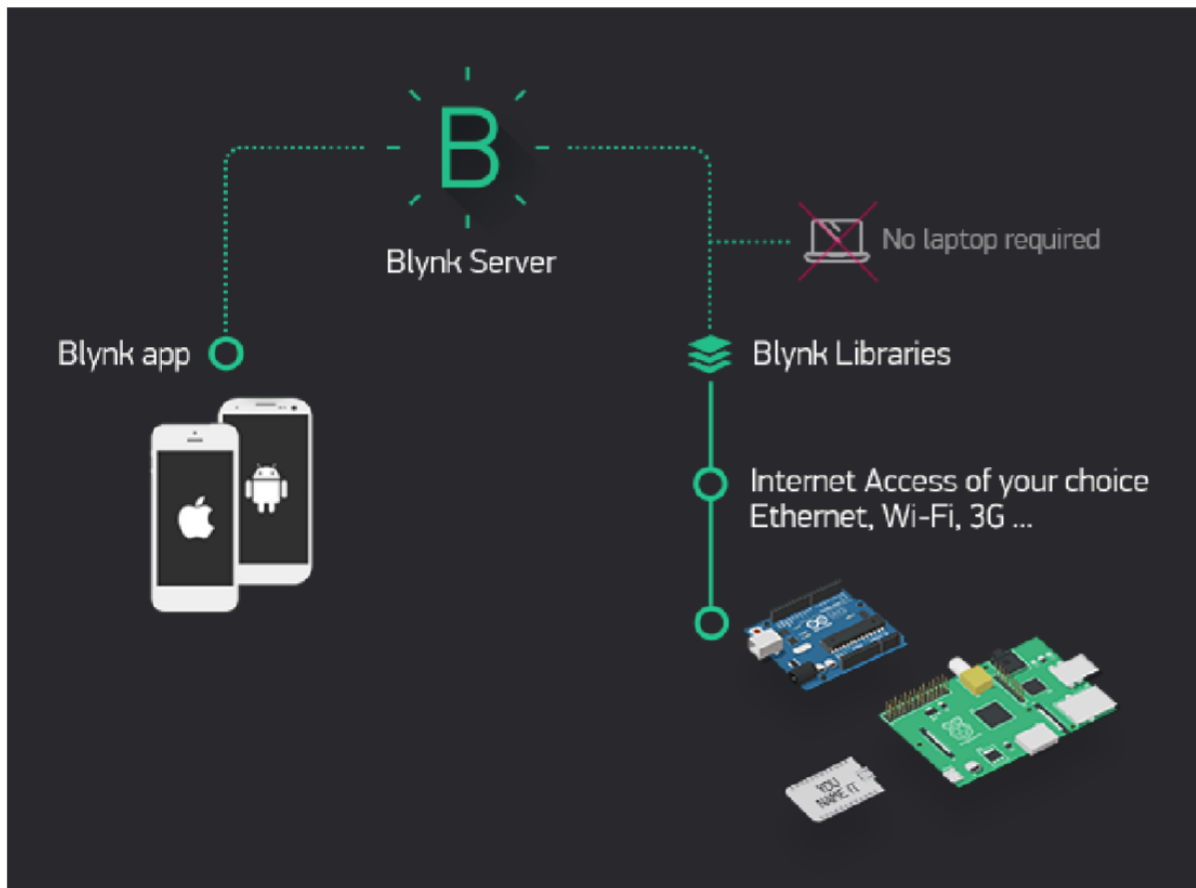 B
Blynk Server
No laptop required
Blynk app
Blynk Libraries
Internet Access of your choice
Ethernet, Wi-Fi, 3G ...
YOU
NAME IT